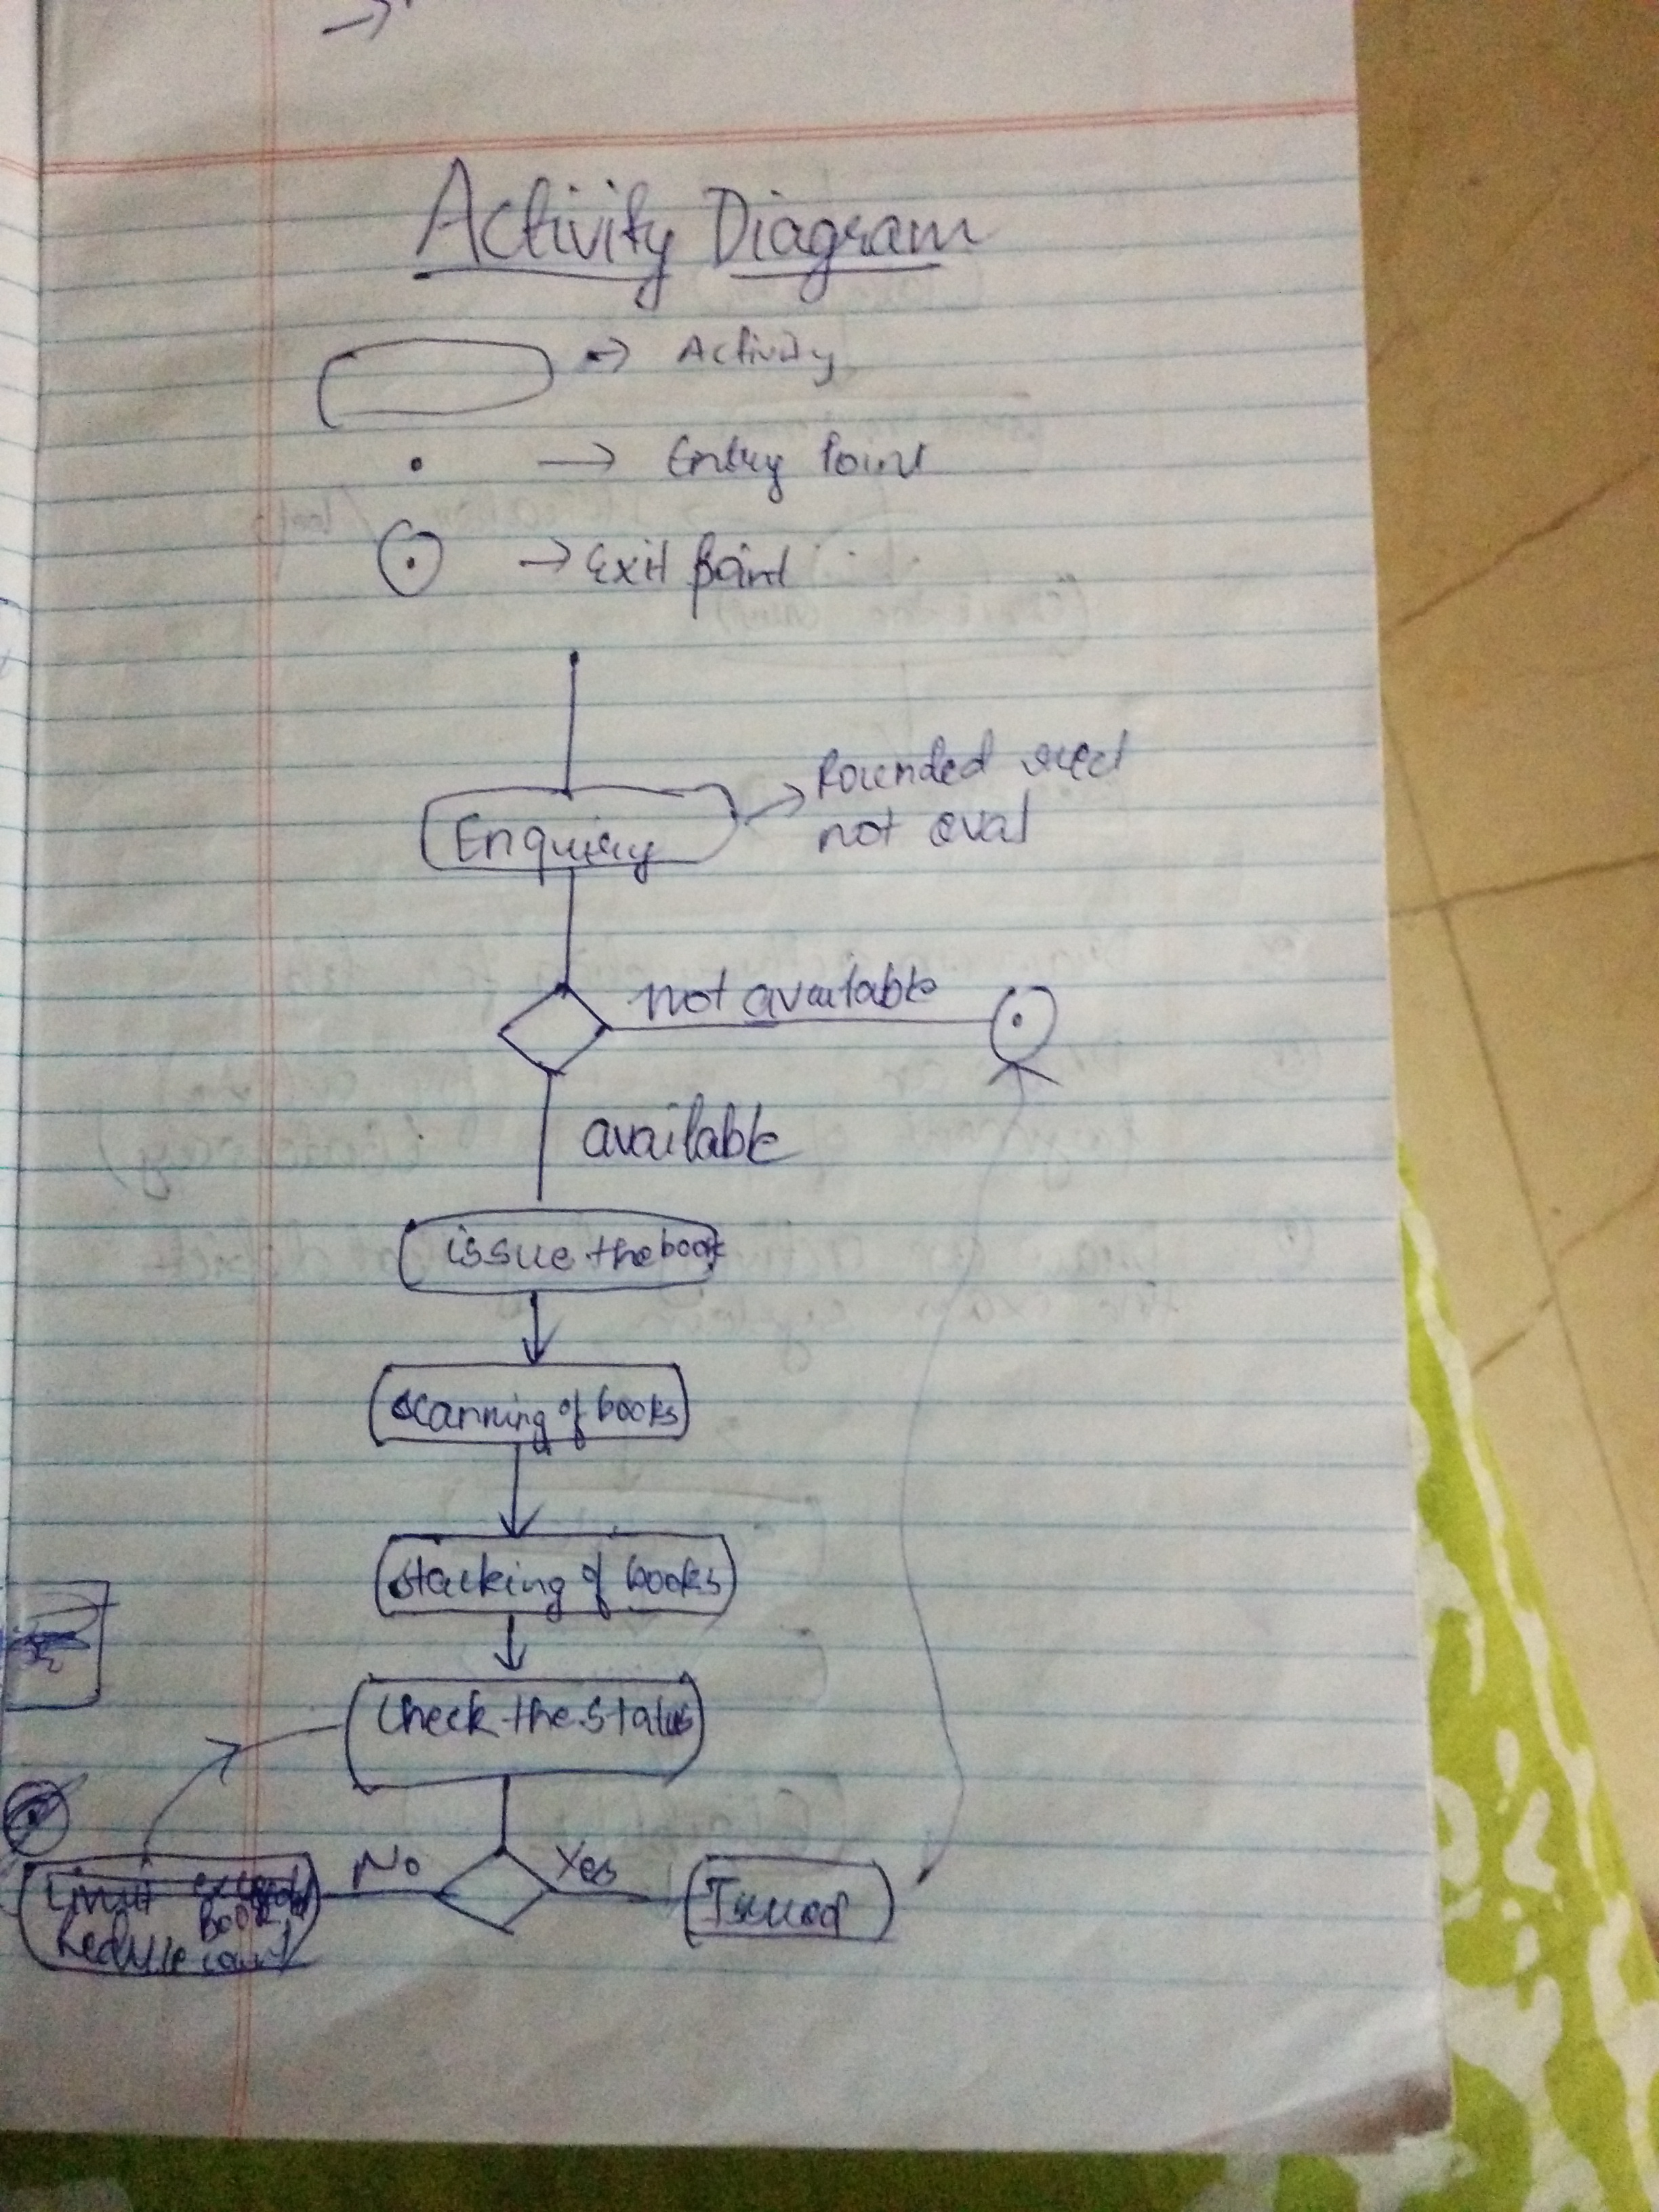 Activity Diagram
→ Activity
→ Entry Point
→ Exit Point
Rounded rect
not oval
Enquiry
not available
available
issue the book
scanning of books
stacking of books
Check the Status
No
Yes
Limit
Book
Reduce count
Issued